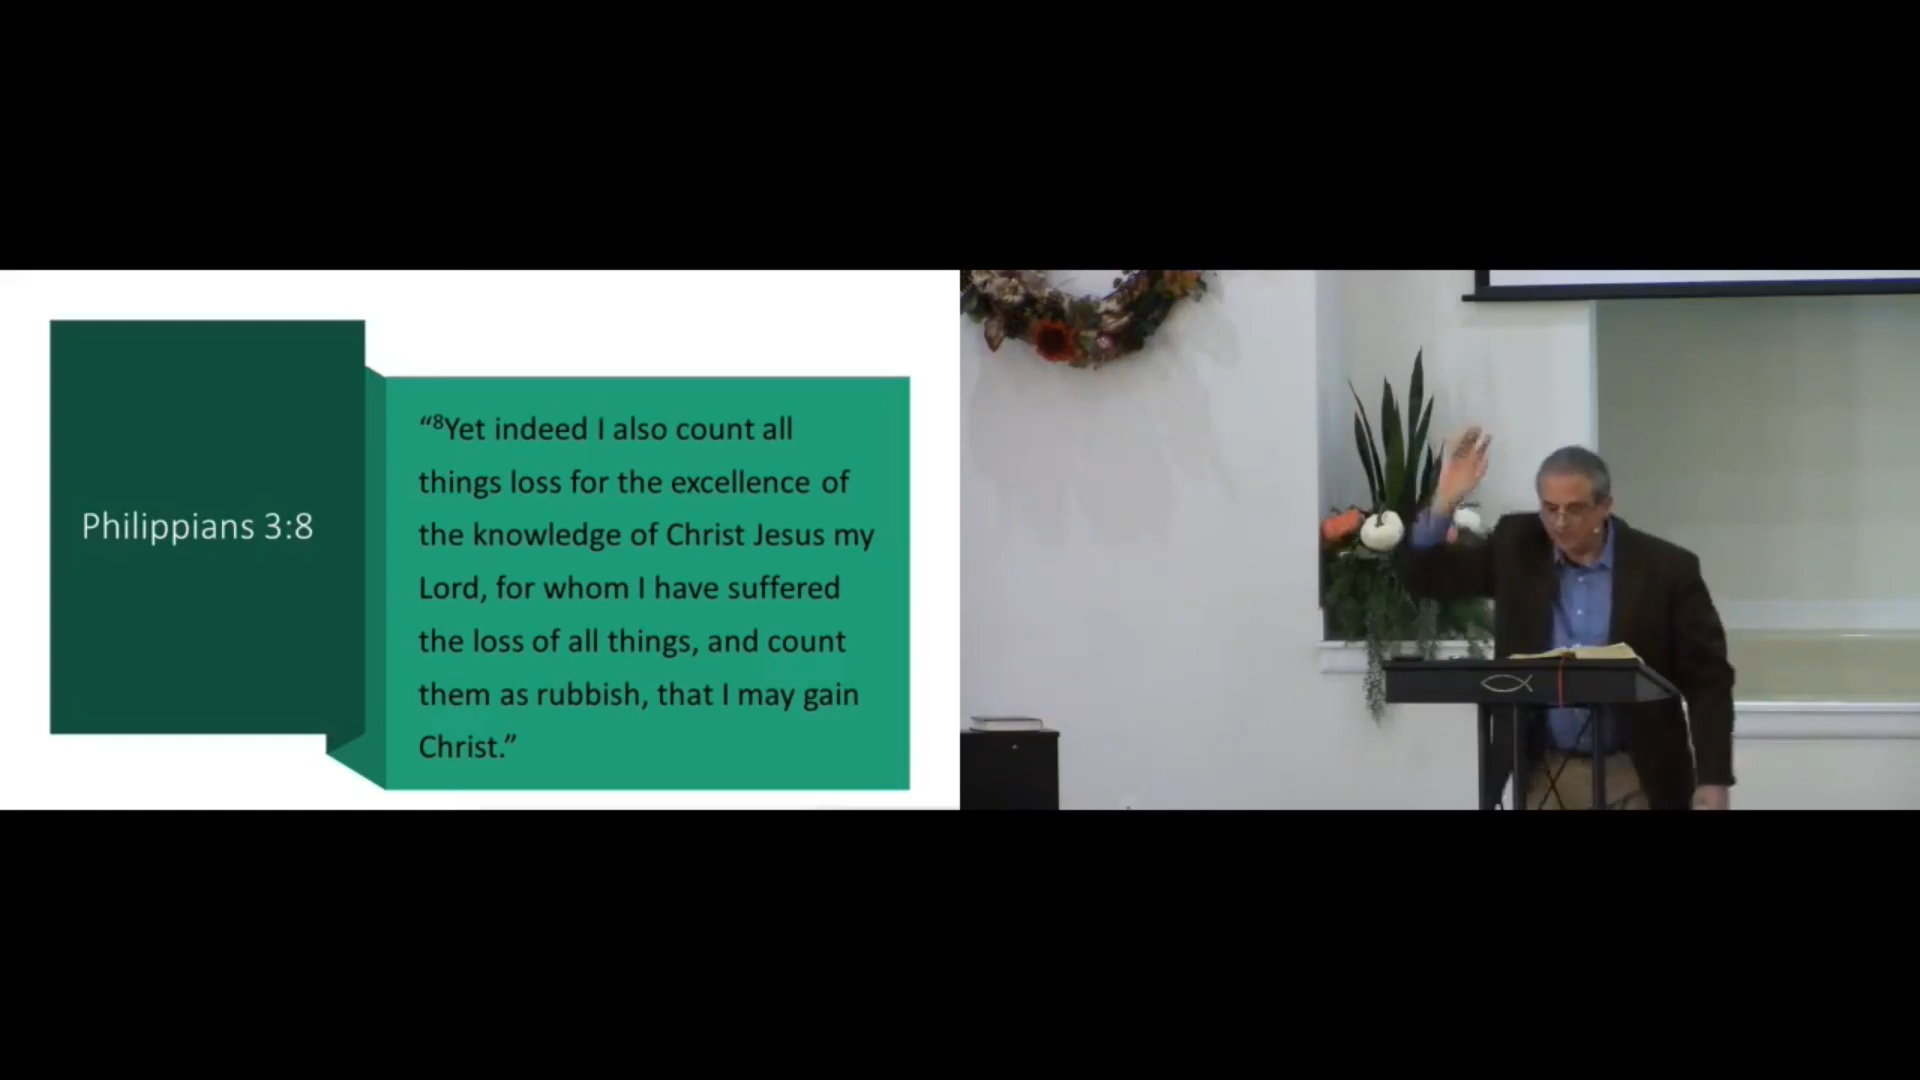 Philippians 3:8
“⁸Yet indeed I also count all
things loss for the excellence of
the knowledge of Christ Jesus my
Lord, for whom I have suffered
the loss of all things, and count
them as rubbish, that I may gain
Christ.”